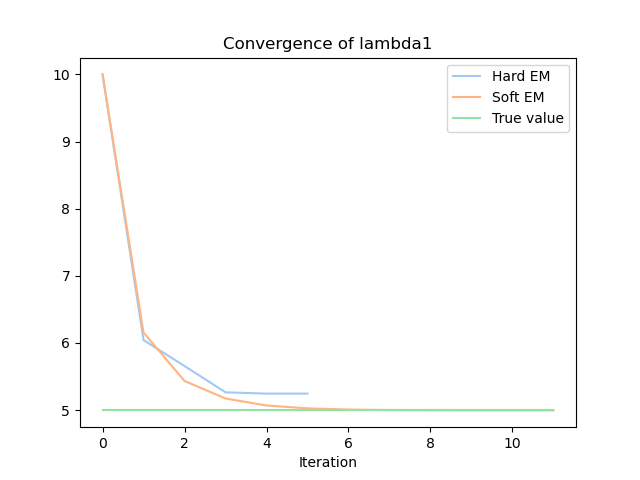 Convergence of lambda1
Hard EM
Soft EM
True value
10
9
8
7
6
5
0 2 4 6 8 10
Iteration